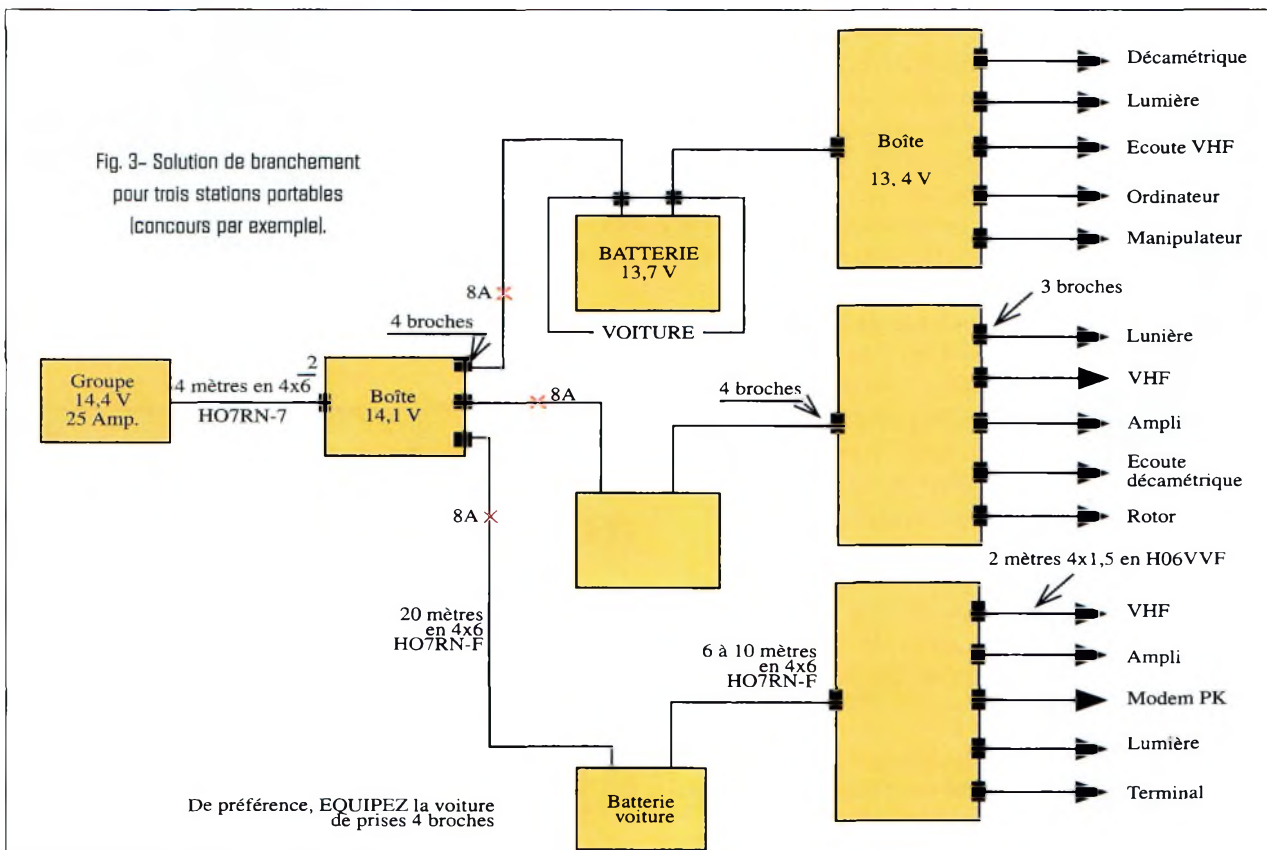 Fig. 3– Solution de branchement
pour trois stations portables
(concours par exemple).
Groupe
14,4 V
25 Amp.
4 mètres en 4x6 2
HO7RN-7
Boîte
14,1 V
4 broches
8A
8A
8A
BATTERIE
13,7 V
VOITURE
Boîte
13, 4 V
Décamétrique
Lumière
Ecoute VHF
Ordinateur
Manipulateur
3 broches
4 broches
Lunière
VHF
Ampli
Ecoute
décamétrique
Rotor
2 mètres 4x1,5 en H06VVF
20 mètres
en 4x6
HO7RN-F
6 à 10 mètres
en 4x6
HO7RN-F
VHF
Ampli
Modem PK
Lumière
Terminal
Batterie
voiture
De préférence, EQUIPEZ la voiture
de prises 4 broches